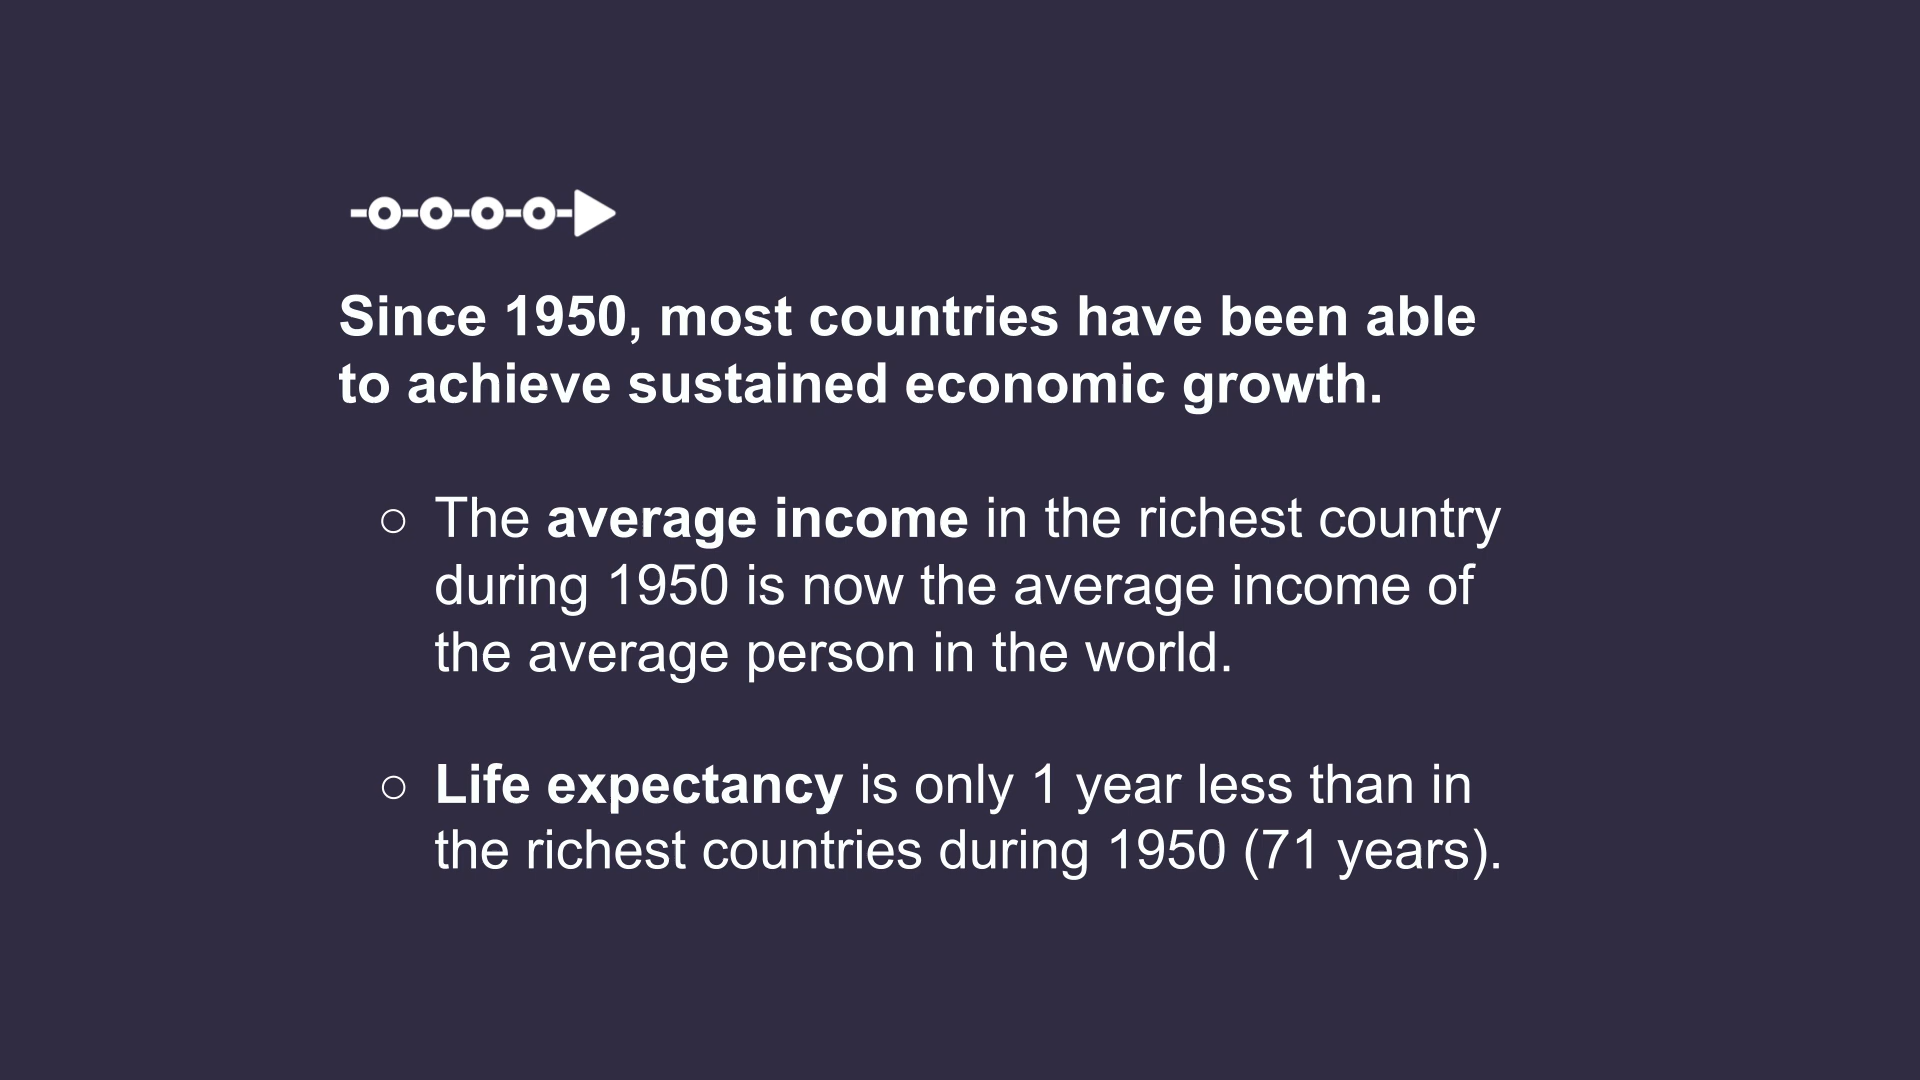 Since 1950, most countries have been able
to achieve sustained economic growth.
○ The average income in the richest country
during 1950 is now the average income of
the average person in the world.
○ Life expectancy is only 1 year less than in
the richest countries during 1950 (71 years).